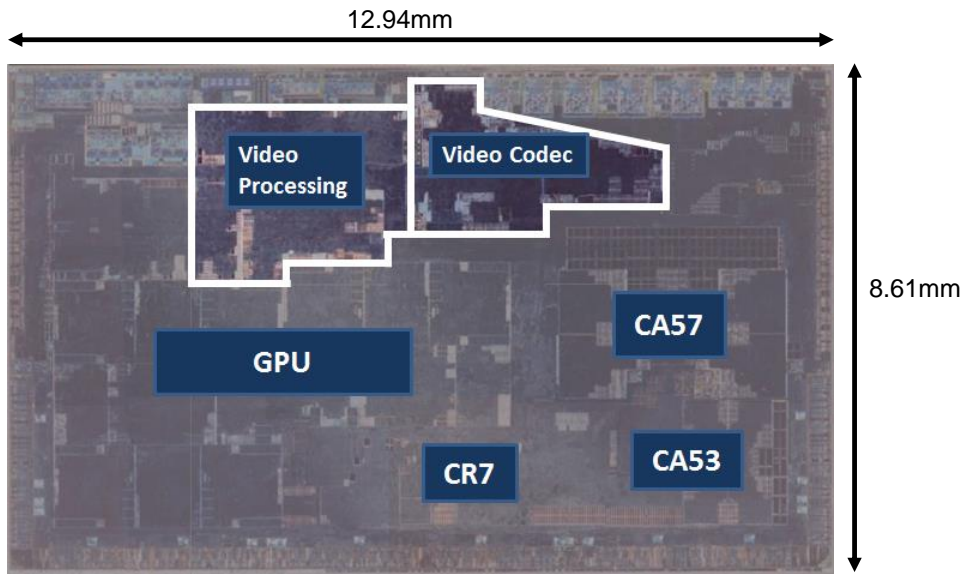 12.94mm
Video
Processing
Video Codec
8.61mm
CA57
GPU
CA53
CR7